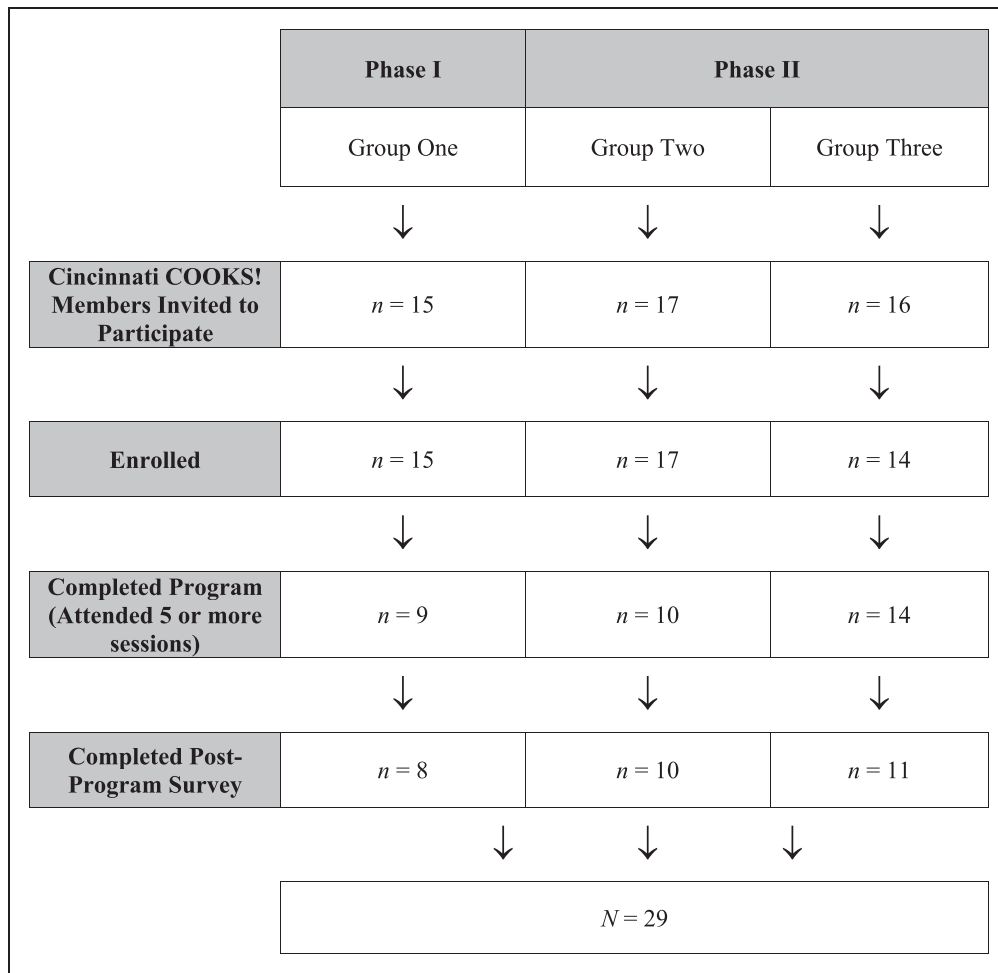 Phase I
Phase II
Group One
Group Two
Group Three
↓ ↓ ↓
Cincinnati COOKS!
Members Invited to
Participate
n = 15
n = 17
n = 16
↓ ↓ ↓
Enrolled
n = 15
n = 17
n = 14
↓ ↓ ↓
Completed Program
(Attended 5 or more
sessions)
n = 9
n = 10
n = 14
↓ ↓ ↓
Completed Post-
Program Survey
n = 8
n = 10
n = 11
↓ ↓ ↓
N = 29